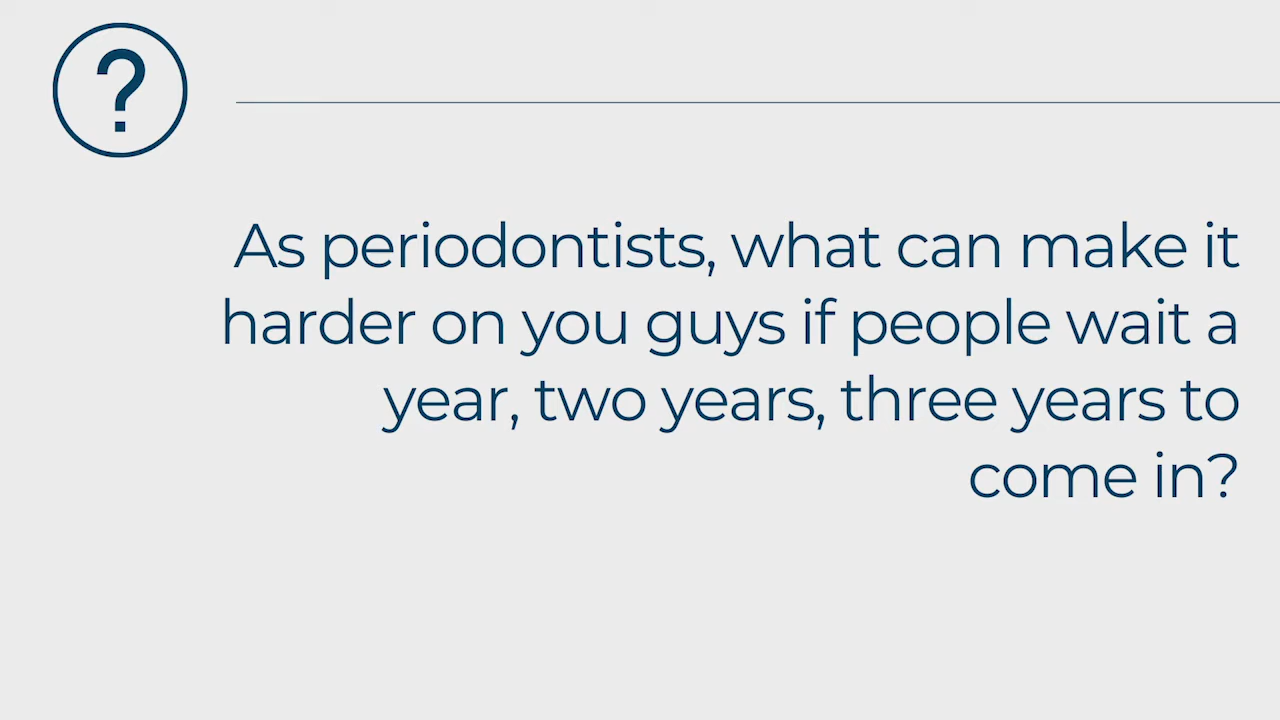 ?
As periodontists, what can make it
harder on you guys if people wait a
year, two years, three years to
come in?